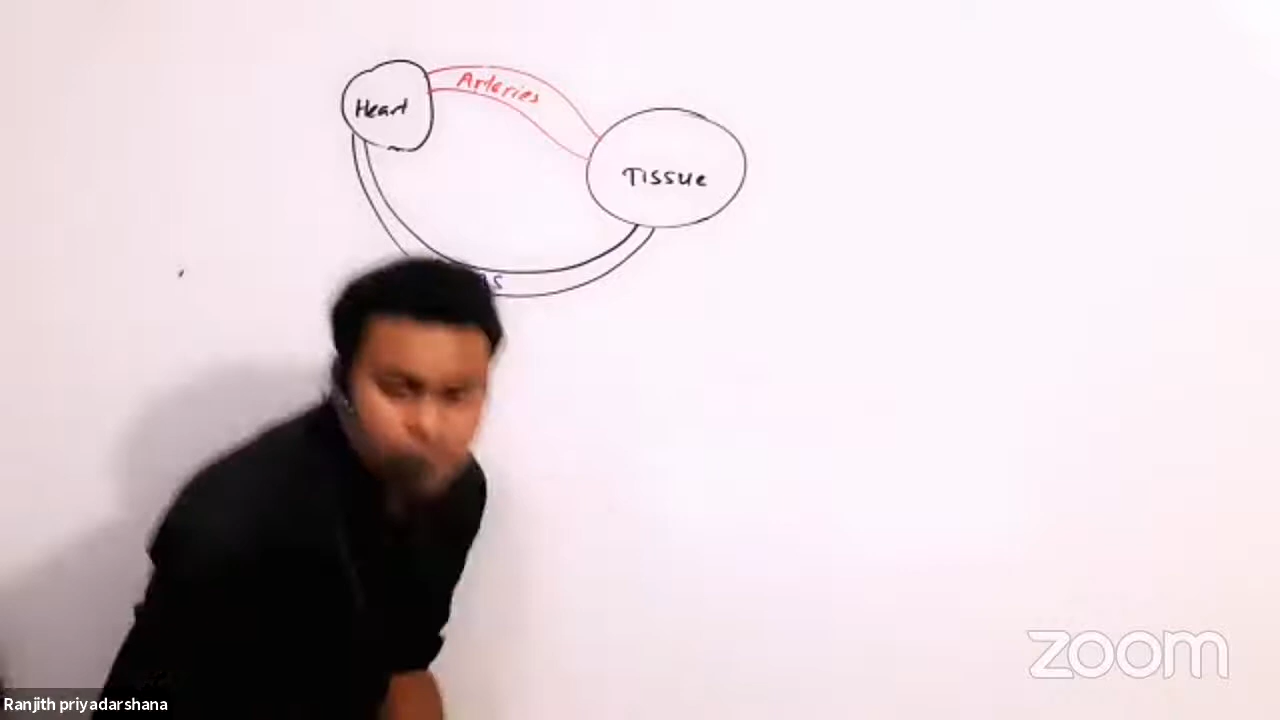 Arteries
Heart
Tissue
zoom
Ranjith priyadarshana